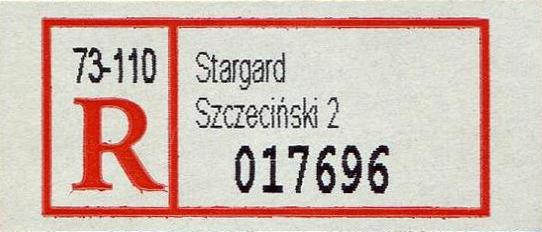 73-110
R
Stargard
Szczeciński 2
017696